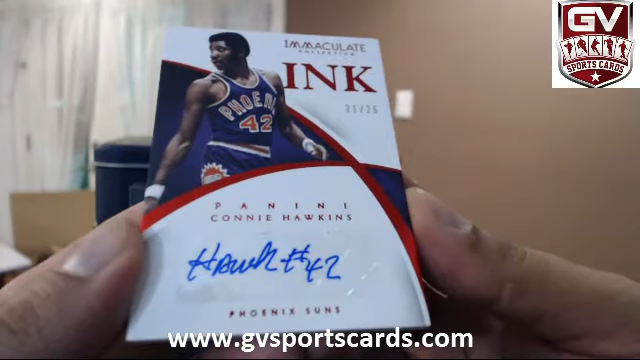 GV
SPORTS CARDS
IMMACULATE
COLLECTION
INK
21/25
PHOENIX
42
PANINI
CONNIE HAWKINS
Hawk #42
PHOENIX SUNS
www.gvsportscards.com